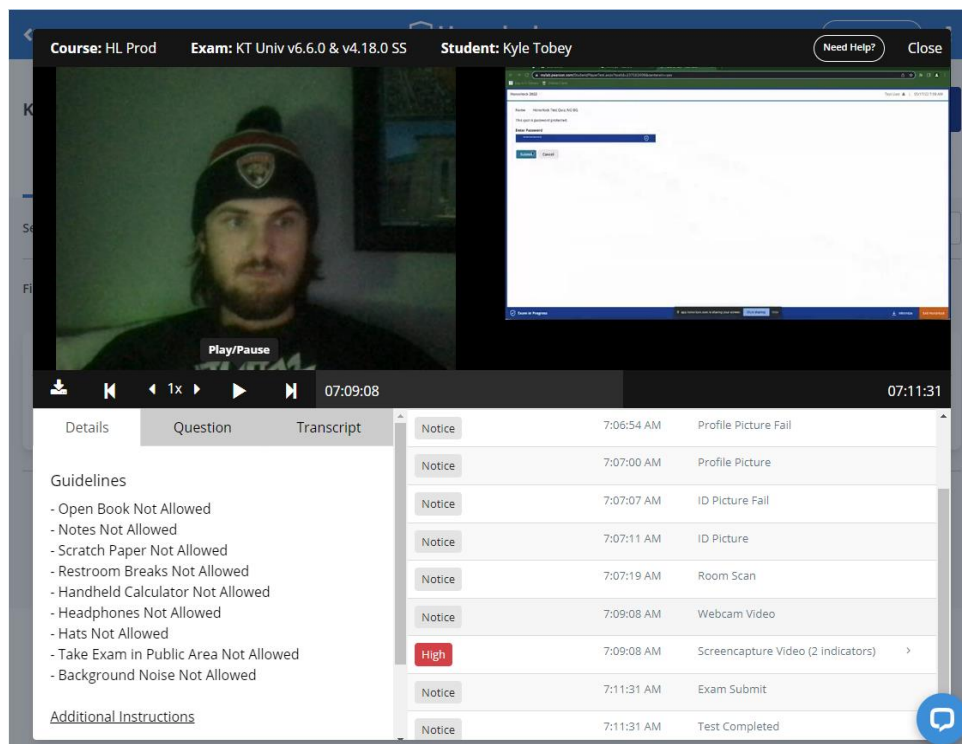 Course: HL Prod Exam: KT Univ v6.6.0 & v4.18.0 SS Student: Kyle Tobey Need Help? Close
Enter Password
Cancel
Exam in Progress
Play/Pause
1x 07:09:08 07:11:31
Details Question Transcript
Guidelines
- Open Book Not Allowed
- Notes Not Allowed
- Scratch Paper Not Allowed
- Restroom Breaks Not Allowed
- Handheld Calculator Not Allowed
- Headphones Not Allowed
- Hats Not Allowed
- Take Exam in Public Area Not Allowed
- Background Noise Not Allowed
Additional Instructions
Notice 7:06:54 AM Profile Picture Fail
Notice 7:07:00 AM Profile Picture
Notice 7:07:07 AM ID Picture Fail
Notice 7:07:11 AM ID Picture
Notice 7:07:19 AM Room Scan
Notice 7:09:08 AM Webcam Video
High 7:09:08 AM Screencapture Video (2 indicators)
Notice 7:11:31 AM Exam Submit
Notice 7:11:31 AM Test Completed